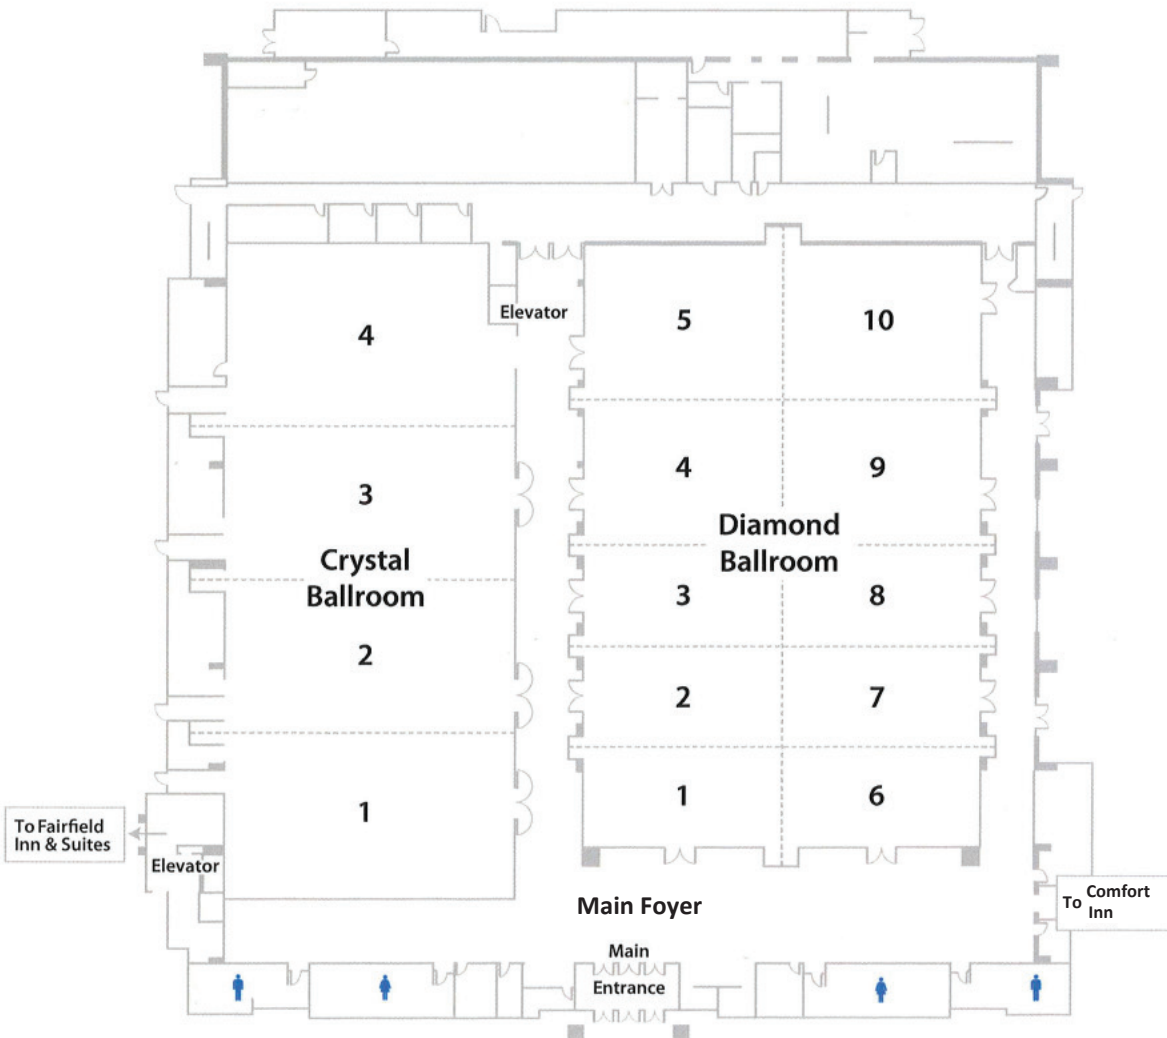 Elevator
5
10
4
4
9
3
Diamond
Ballroom
Crystal
Ballroom
3
8
2
2
7
1
1
6
To Fairfield
Inn & Suites
Elevator
To Comfort
Inn
Main Foyer
Main
Entrance